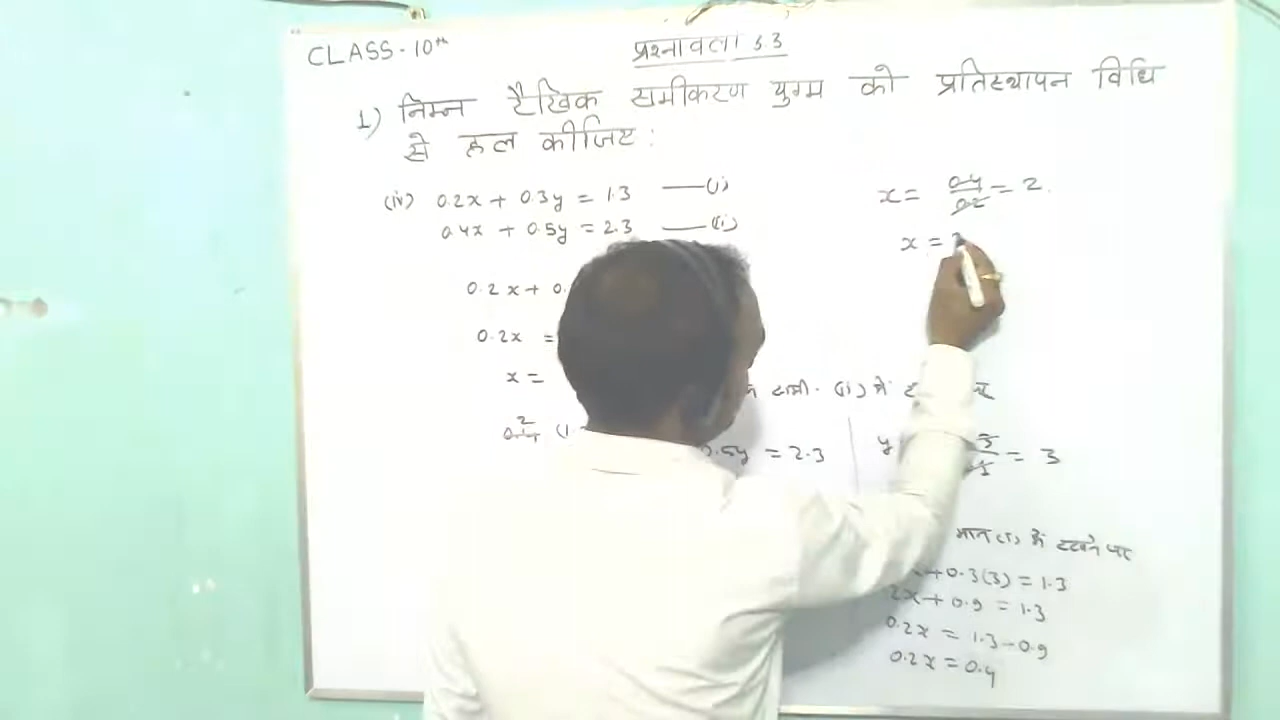 CLASS - 10th
प्रश्नावली 3.3
1) निम्न रैखिक समीकरण युग्म को प्रतिस्थापन विधि
से हल कीजिए :
(iv) 0.2x + 0.3y = 1.3 —(i)
0.4x + 0.5y = 2.3 —(ii)
0.2x + 0.
0.2x =
x =
0.5y = 2.3
x = 0.4/0.2 = 2
x =
समी. (ii) में
y = 3
मान (i) में रखने पर
+0.3(3) = 1.3
2x + 0.9 = 1.3
0.2x = 1.3 - 0.9
0.2x = 0.4